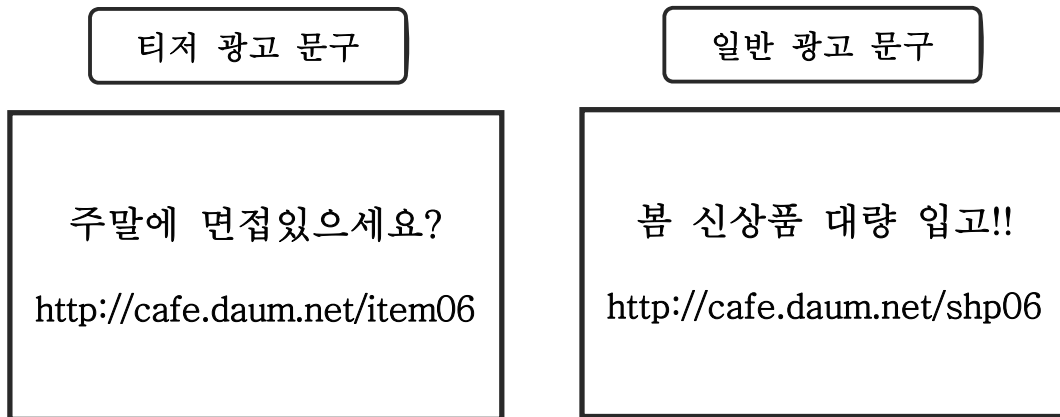 티저 광고 문구
주말에 면접있으세요?
http://cafe.daum.net/item06
일반 광고 문구
봄 신상품 대량 입고!!
http://cafe.daum.net/shp06